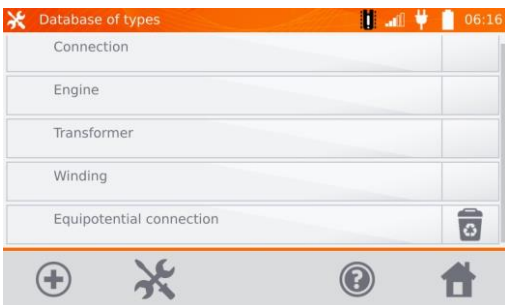 Database of types 06:16
Connection
Engine
Transformer
Winding
Equipotential connection